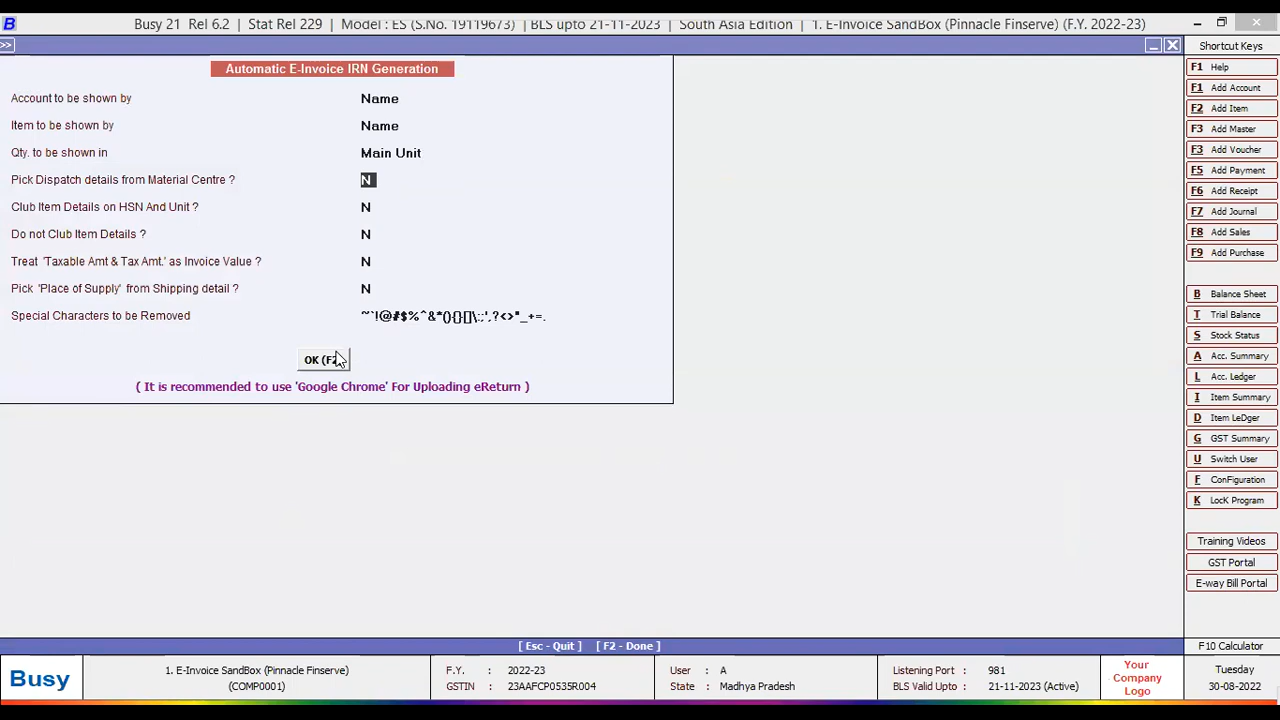 B Busy 21 Rel 6.2 | Stat Rel 229 | Model : ES (S.NO. 19119673) | BLS upto 21-11-2023 | South Asia Edition | 1. E-Invoice SandBox (Pinnacle Finserve) (F.Y. 2022-23)
>>
Shortcut Keys
Automatic E-Invoice IRN Generation
Account to be shown by Name
Item to be shown by Name
Qty. to be shown in Main Unit
Pick Dispatch details from Material Centre ? N
Club Item Details on HSN And Unit ? N
Do not Club Item Details ? N
Treat 'Taxable Amt & Tax Amt.' as Invoice Value ? N
Pick 'Place of Supply' from Shipping detail ? N
Special Characters to be Removed
OK (F2
( It is recommended to use 'Google Chrome' For Uploading eReturn )
F1 Help
F1 Add Account
F2 Add Item
F3 Add Master
F3 Add Voucher
F5 Add Payment
F6 Add Receipt
F7 Add Journal
F8 Add Sales
F9 Add Purchase
B Balance Sheet
T Trial Balance
S Stock Status
A Acc. Summary
L Acc. Ledger
I Item Summary
D Item LeDger
G GST Summary
U Switch User
F ConFiguration
K LocK Program
Training Videos
GST Portal
E-way Bill Portal
[ Esc - Quit ] [ F2 - Done ]
F10 Calculator
Busy
1. E-Invoice SandBox (Pinnacle Finserve)
(COMP0001)
F.Y. : 2022-23
GSTIN : 23AAFCP0535R004
User : A
State : Madhya Pradesh
Listening Port : 981
BLS Valid Upto : 21-11-2023 (Active)
Your
Company
Logo
Tuesday
30-08-2022